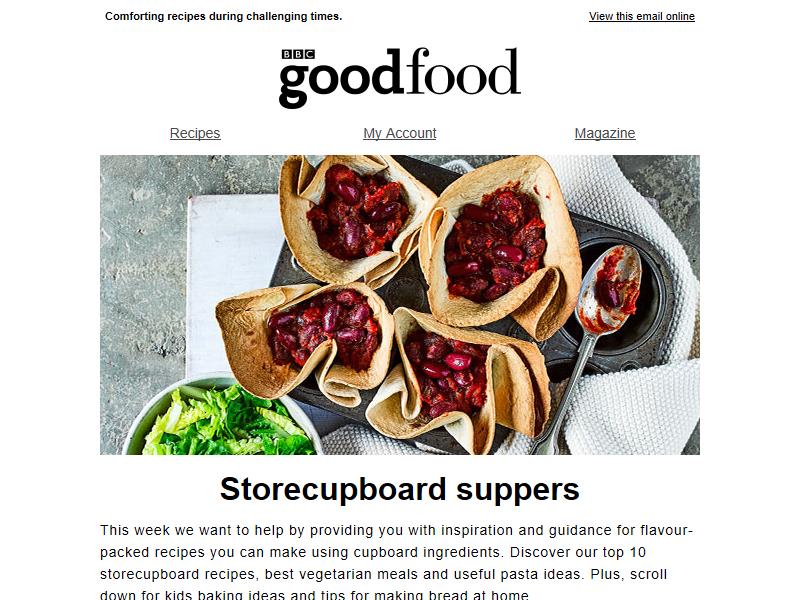 Comforting recipes during challenging times.
View this email online
BBC
goodfood
Recipes
My Account
Magazine
Storecupboard suppers
This week we want to help by providing you with inspiration and guidance for flavour-
packed recipes you can make using cupboard ingredients. Discover our top 10
storecupboard recipes, best vegetarian meals and useful pasta ideas. Plus, scroll
down for kids baking ideas and tips for making bread at home